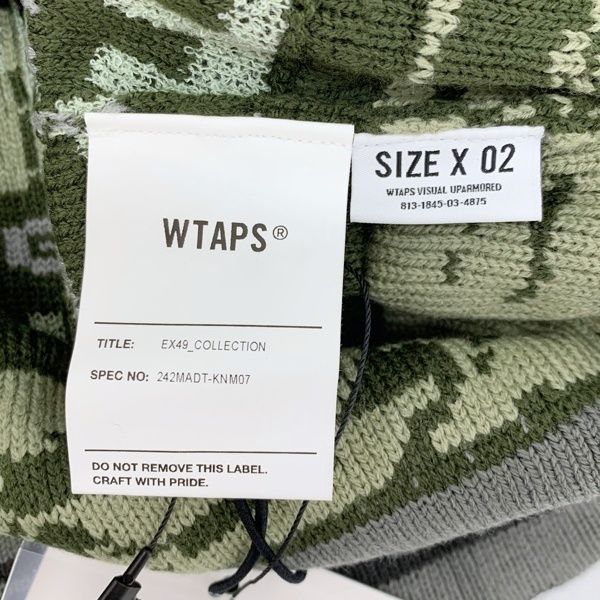 WTAPS®
TITLE: EX49_COLLECTION
SPEC NO: 242MADT-KNM07
DO NOT REMOVE THIS LABEL.
CRAFT WITH PRIDE.
SIZE X 02
WTAPS VISUAL UPARMORED
813-1845-03-4875